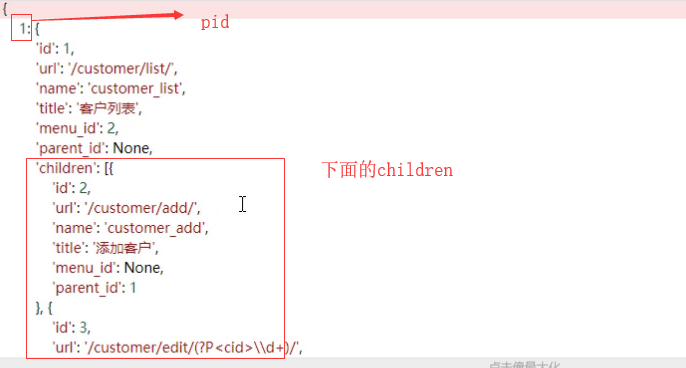 {
1: {
pid
'id': 1,
'url': '/customer/list/',
'name': 'customer_list',
'title': '客户列表',
'menu_id': 2,
'parent_id': None,
'children': [{
下面的children
'id': 2,
'url': '/customer/add/',
'name': 'customer_add',
'title': '添加客户',
'menu_id': None,
'parent_id': 1
}, {
'id': 3,
'url': '/customer/edit/(?P<cid>\\d+)/',